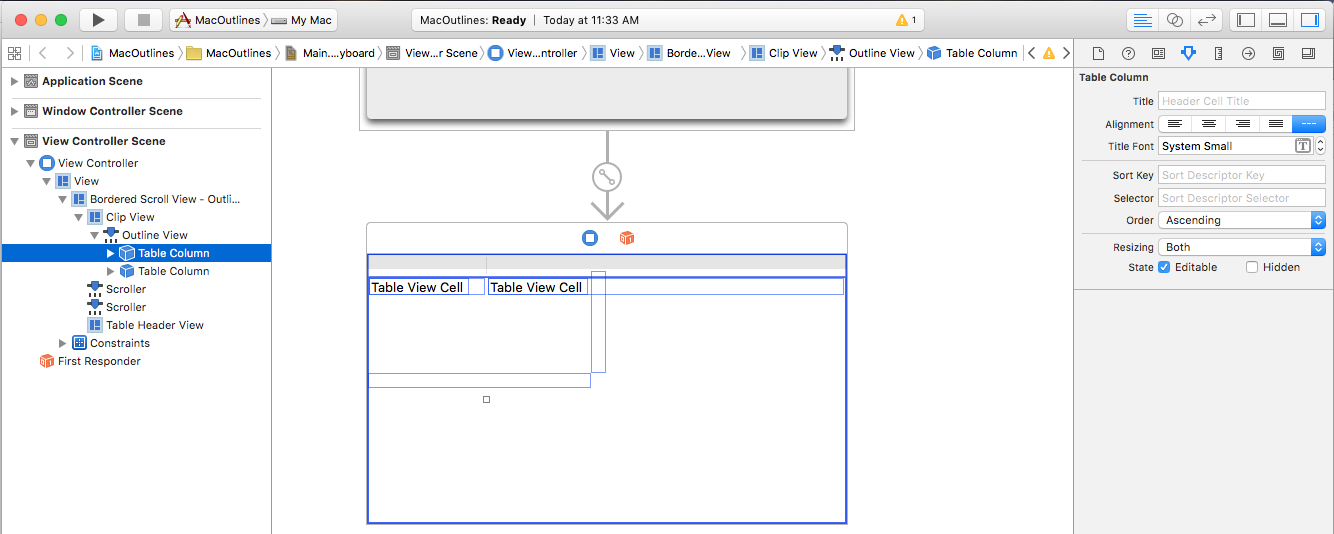 MacOutlines My Mac
MacOutlines: Ready Today at 11:33 AM
1
MacOutlines MacOutlines Main....yboard View...r Scene View...ntroller View Borde...View Clip View Outline View Table Column
Application Scene
Window Controller Scene
View Controller Scene
View Controller
View
Bordered Scroll View - Outli...
Clip View
Outline View
Table Column
Table Column
Scroller
Scroller
Table Header View
Constraints
First Responder
Table View Cell Table View Cell
Table Column
Title Header Cell Title
Alignment
Title Font System Small
Sort Key Sort Descriptor Key
Selector Sort Descriptor Selector
Order Ascending
Resizing Both
State Editable Hidden